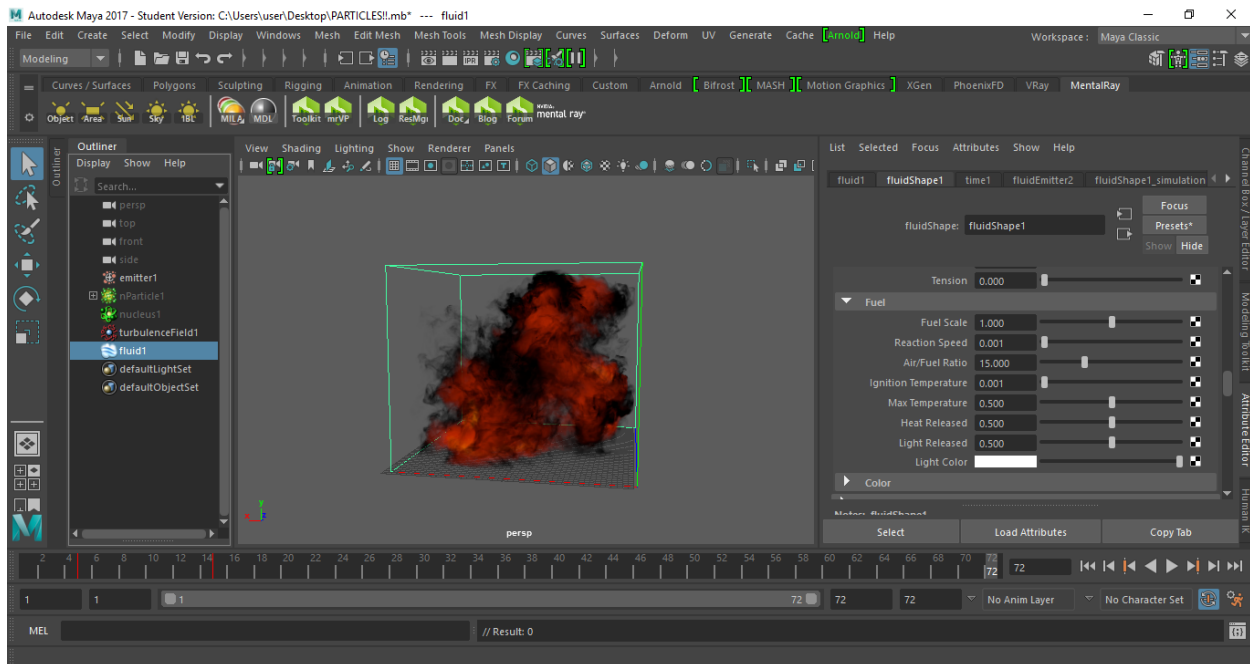 Autodesk Maya 2017 - Student Version: C:\Users\user\Desktop\PARTICLES!!.mb* --- fluid1
File Edit Create Select Modify Display Windows Mesh Edit Mesh Mesh Tools Mesh Display Curves Surfaces Deform UV Generate Cache [Arnold] Help Workspace : Maya Classic
Modeling
Curves / Surfaces Polygons Sculpting Rigging Animation Rendering FX FX Caching Custom Arnold [ Bifrost ][ MASH ][ Motion Graphics ] XGen PhoenixFD VRay MentalRay
Object Area Sun Sky IBL MILA MDL Toolkit mrVP Log ResMgr Doc Blog Forum mental ray
Outliner
Display Show Help
Search...
persp
top
front
side
emitter1
nParticle1
nucleus1
turbulenceField1
fluid1
defaultLightSet
defaultObjectSet
Outliner
View Shading Lighting Show Renderer Panels
persp
y
x z
List Selected Focus Attributes Show Help
fluid1 fluidShape1 time1 fluidEmitter2 fluidShape1_simulation
fluidShape: fluidShape1
Focus
Presets*
Show Hide
Tension 0.000
Fuel
Fuel Scale 1.000
Reaction Speed 0.001
Air/Fuel Ratio 15.000
Ignition Temperature 0.001
Max Temperature 0.500
Heat Released 0.500
Light Released 0.500
Light Color
Color
Notes: fluidShape1
Select Load Attributes Copy Tab
Channel Box / Layer Editor
Modeling Toolkit
Attribute Editor
Human IK
2 4 6 8 10 12 14 16 18 20 22 24 26 28 30 32 34 36 38 40 42 44 46 48 50 52 54 56 58 60 62 64 66 68 70 72
72 72
1 1 1 72 72 72 No Anim Layer No Character Set
MEL // Result: 0